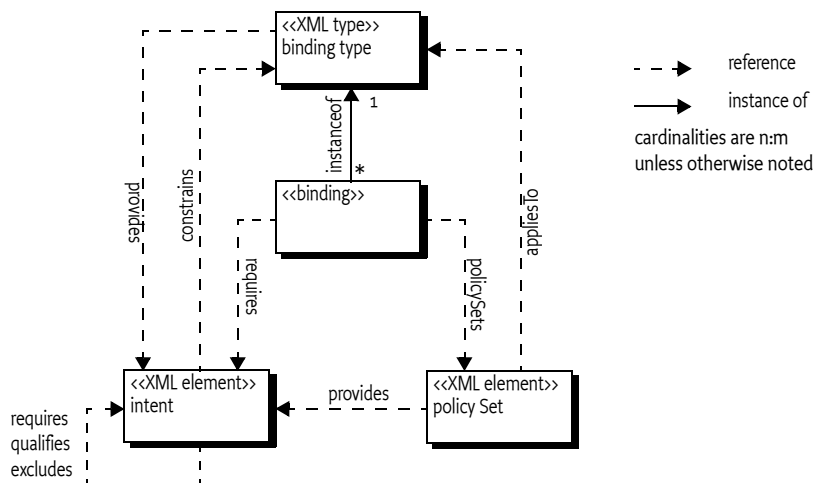 <<XML type>>
binding type
reference
instance of
cardinalities are n:m
unless otherwise noted
1
instanceof
*
provides
constrains
<<binding>>
appliesTo
requires
policySets
<<XML element>>
intent
provides
<<XML element>>
policy Set
requires
qualifies
excludes